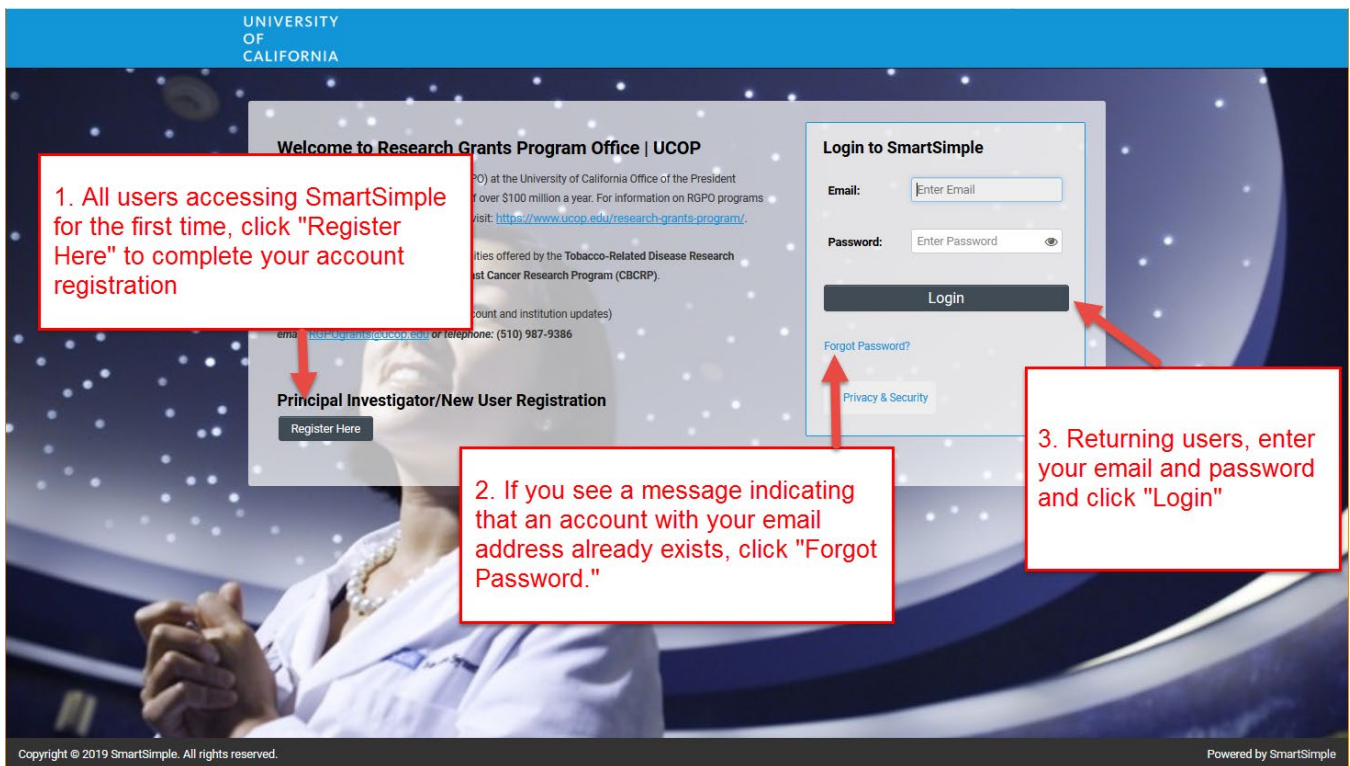 UNIVERSITY
OF
CALIFORNIA
Welcome to Research Grants Program Office | UCOP
PO) at the University of California Office of the President
f over $100 million a year. For information on RGPO programs
visit: https://www.ucop.edu/research-grants-program/.
ities offered by the Tobacco-Related Disease Research
st Cancer Research Program (CBCRP).
count and institution updates)
ema RGPOgrants@ucop.edu or telephone: (510) 987-9386
Principal Investigator/New User Registration
Register Here
1. All users accessing SmartSimple
for the first time, click "Register
Here" to complete your account
registration
Login to SmartSimple
Email: Enter Email
Password: Enter Password
Login
Forgot Password?
Privacy & Security
2. If you see a message indicating
that an account with your email
address already exists, click "Forgot
Password."
3. Returning users, enter
your email and password
and click "Login"
Copyright © 2019 SmartSimple. All rights reserved.
Powered by SmartSimple